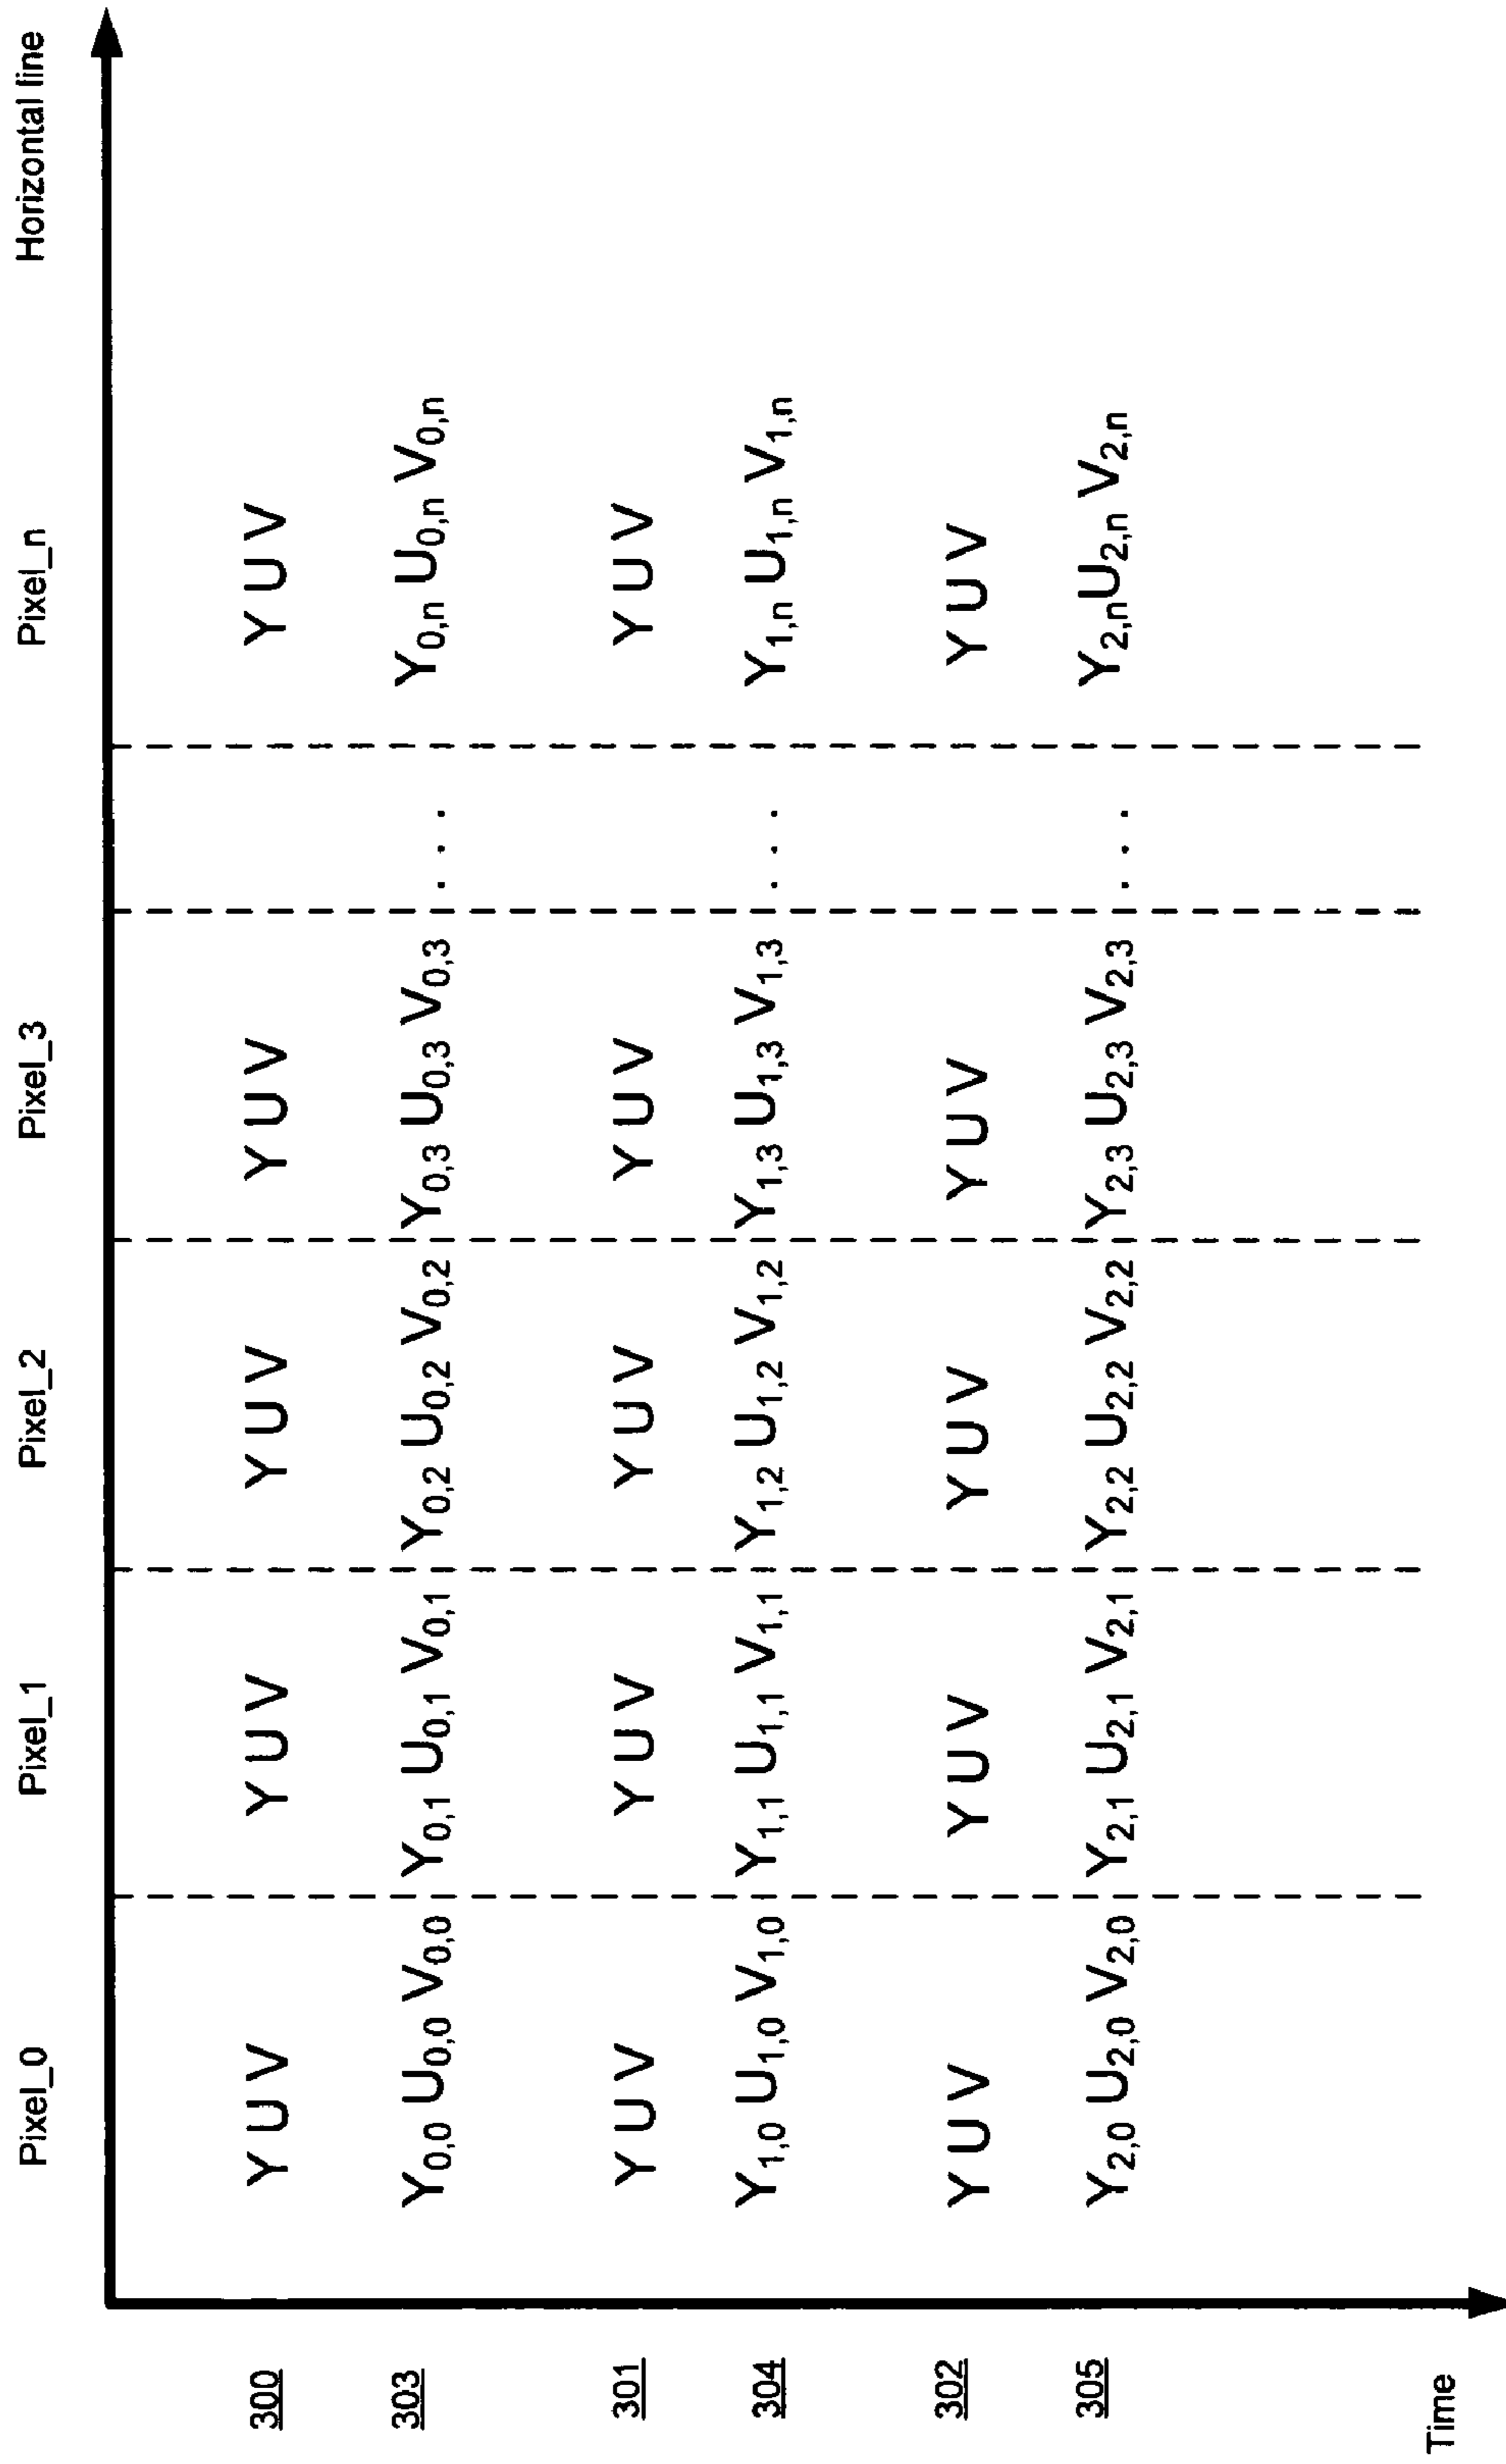 Pixel_0 Pixel_1 Pixel_2 Pixel_3 Pixel_n Horizontal line
300 Y U V Y U V Y U V Y U V Y U V
303 Y0,0 U0,0 V0,0 Y0,1 U0,1 V0,1 Y0,2 U0,2 V0,2 Y0,3 U0,3 V0,3 . . . Y0,n U0,n V0,n
301 Y U V Y U V Y U V Y U V Y U V
304 Y1,0 U1,0 V1,0 Y1,1 U1,1 V1,1 Y1,2 U1,2 V1,2 Y1,3 U1,3 V1,3 . . . Y1,n U1,n V1,n
302 Y U V Y U V Y U V Y U V Y U V
305 Y2,0 U2,0 V2,0 Y2,1 U2,1 V2,1 Y2,2 U2,2 V2,2 Y2,3 U2,3 V2,3 . . . Y2,n U2,n V2,n
Time